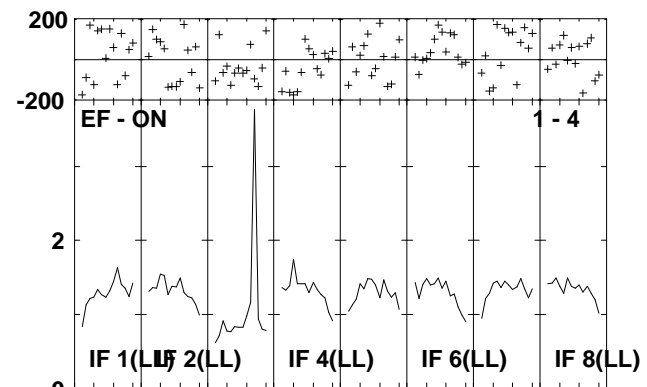 200
-200
EF - ON 1 - 4
2
IF 1(LL) IF 2(LL) IF 4(LL) IF 6(LL) IF 8(LL)
0